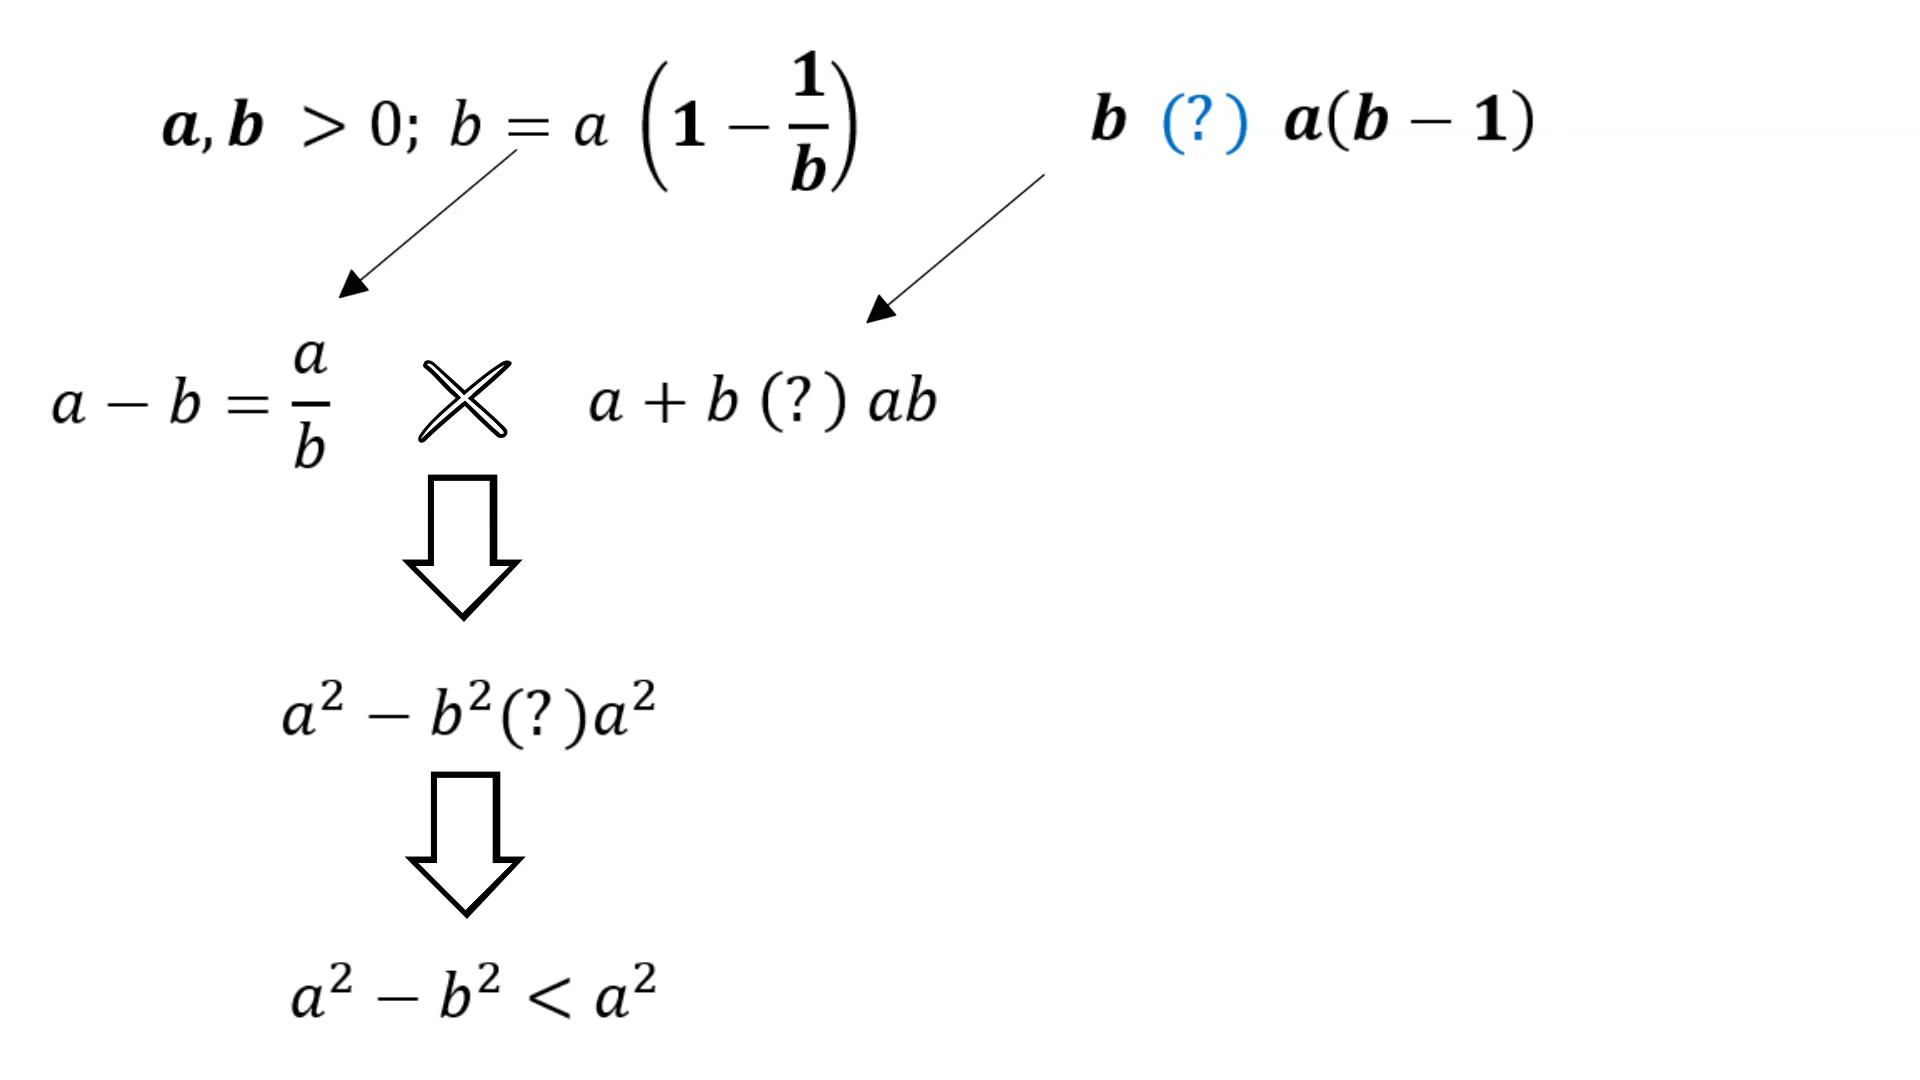 a, b > 0; b = a (1 − 1/b) b (?) a(b − 1)
a − b = a/b a + b (?) ab
a² − b²(?)a²
a² − b² < a²